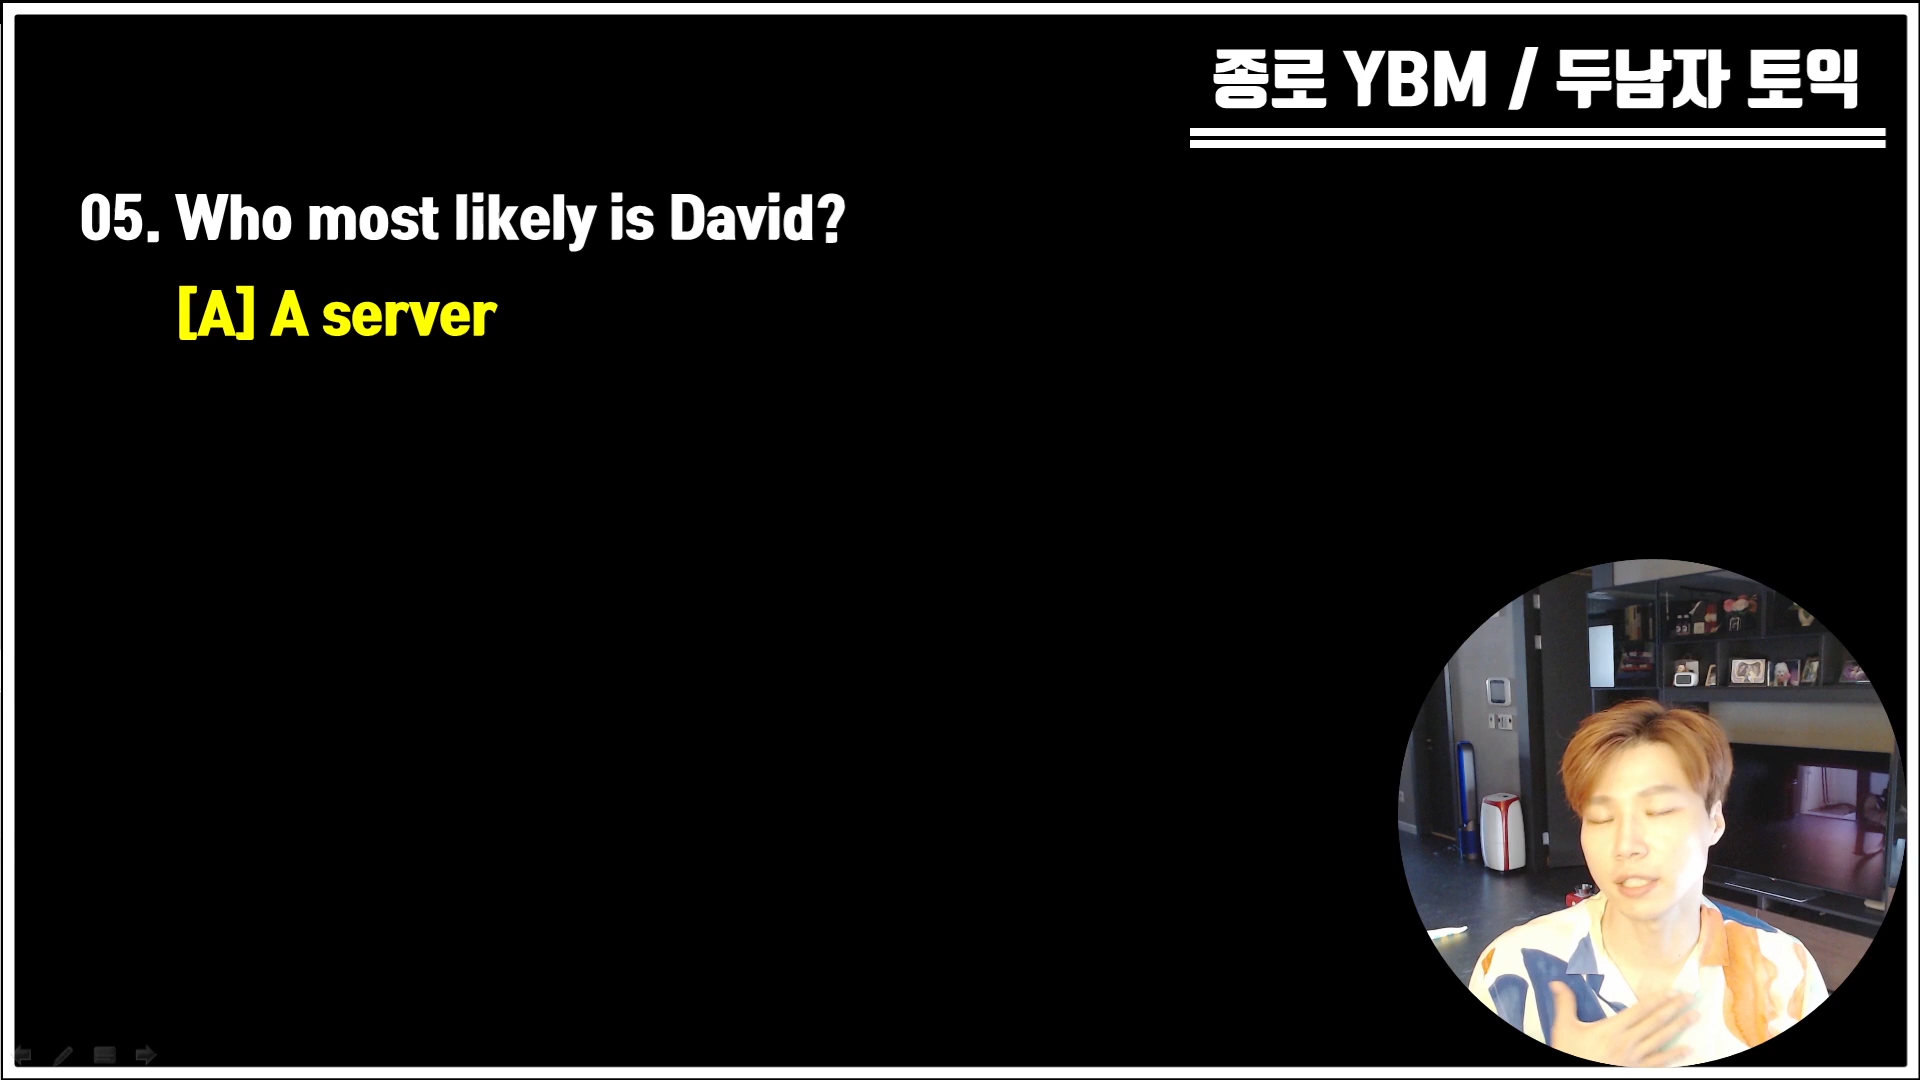 종로 YBM / 두남자 토익
05. Who most likely is David?
[A] A server